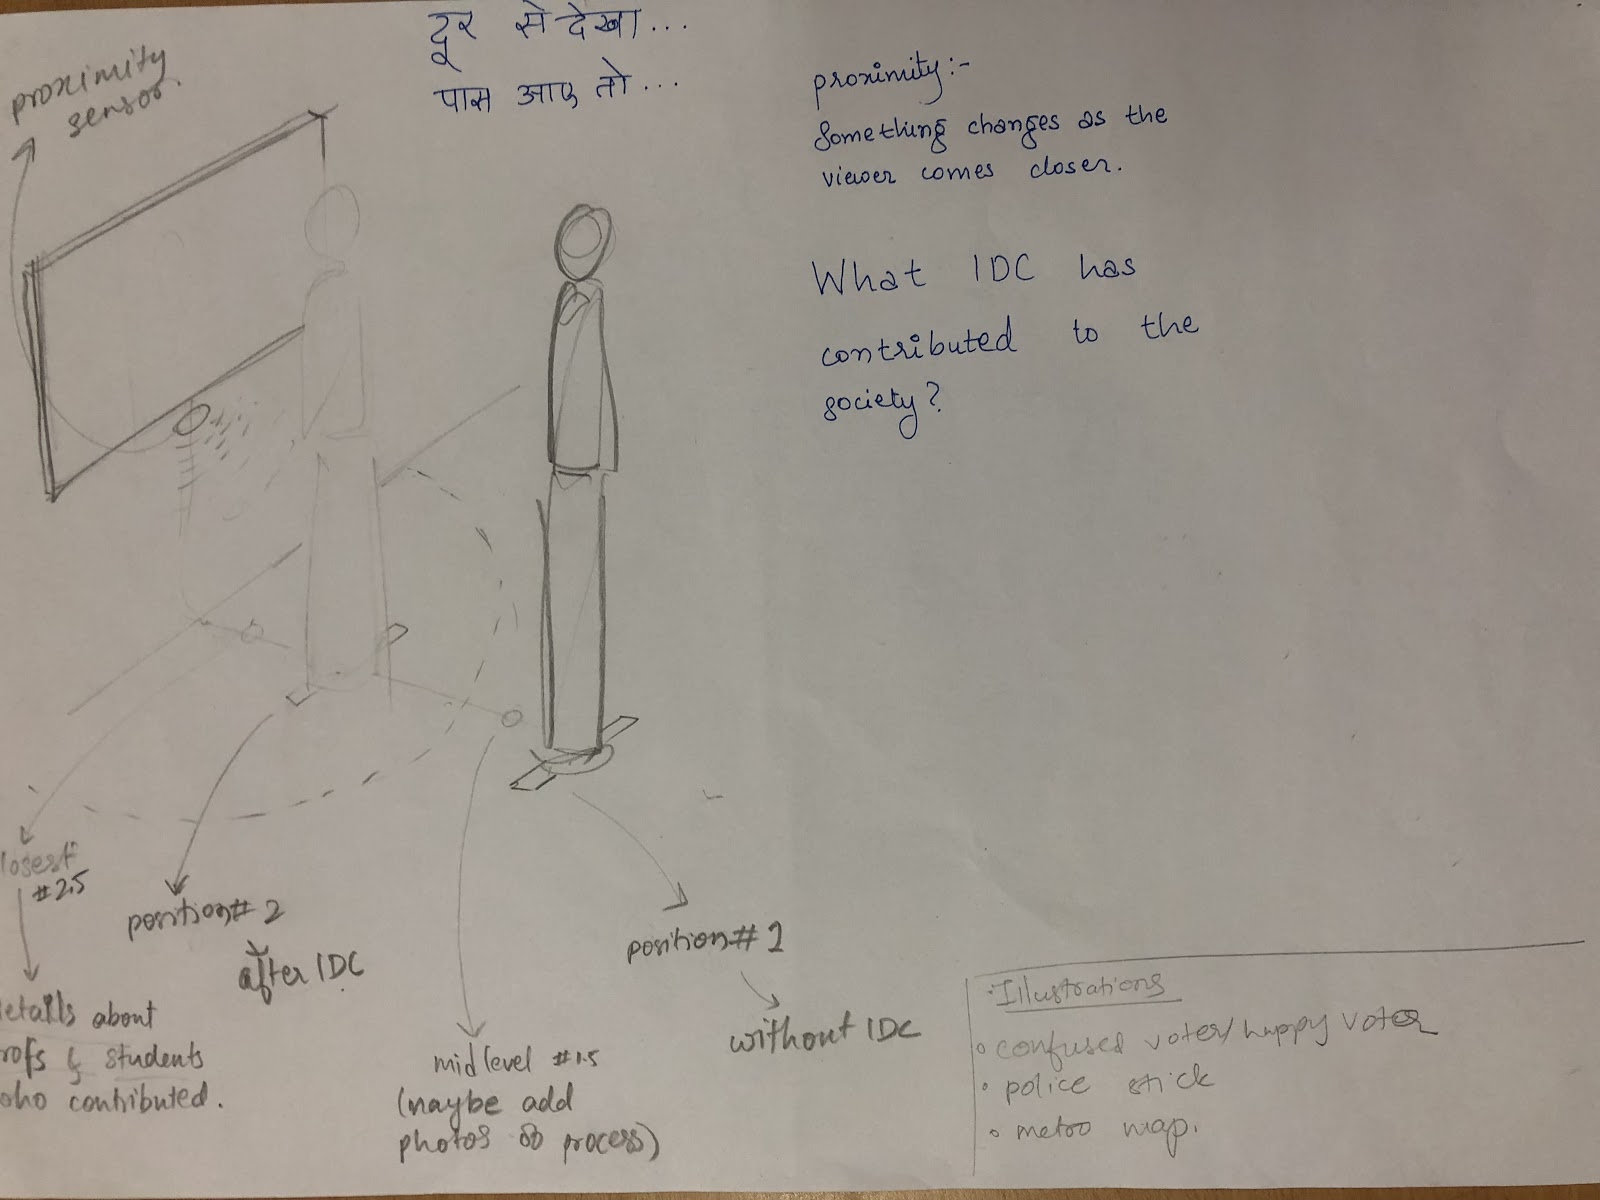 proximity
sensor.
दूर से देखा...
पास आए तो...
proximity:-
Something changes as the
viewer comes closer.
What IDC has
contributed to the
society?
losest
#2.5
position# 2
after IDC
etails about
rofs & students
who contributed.
mid level #1.5
(maybe add
photos of process)
position# 1
without IDC
Illustrations
confused voter/happy voter
police stick
metro map.